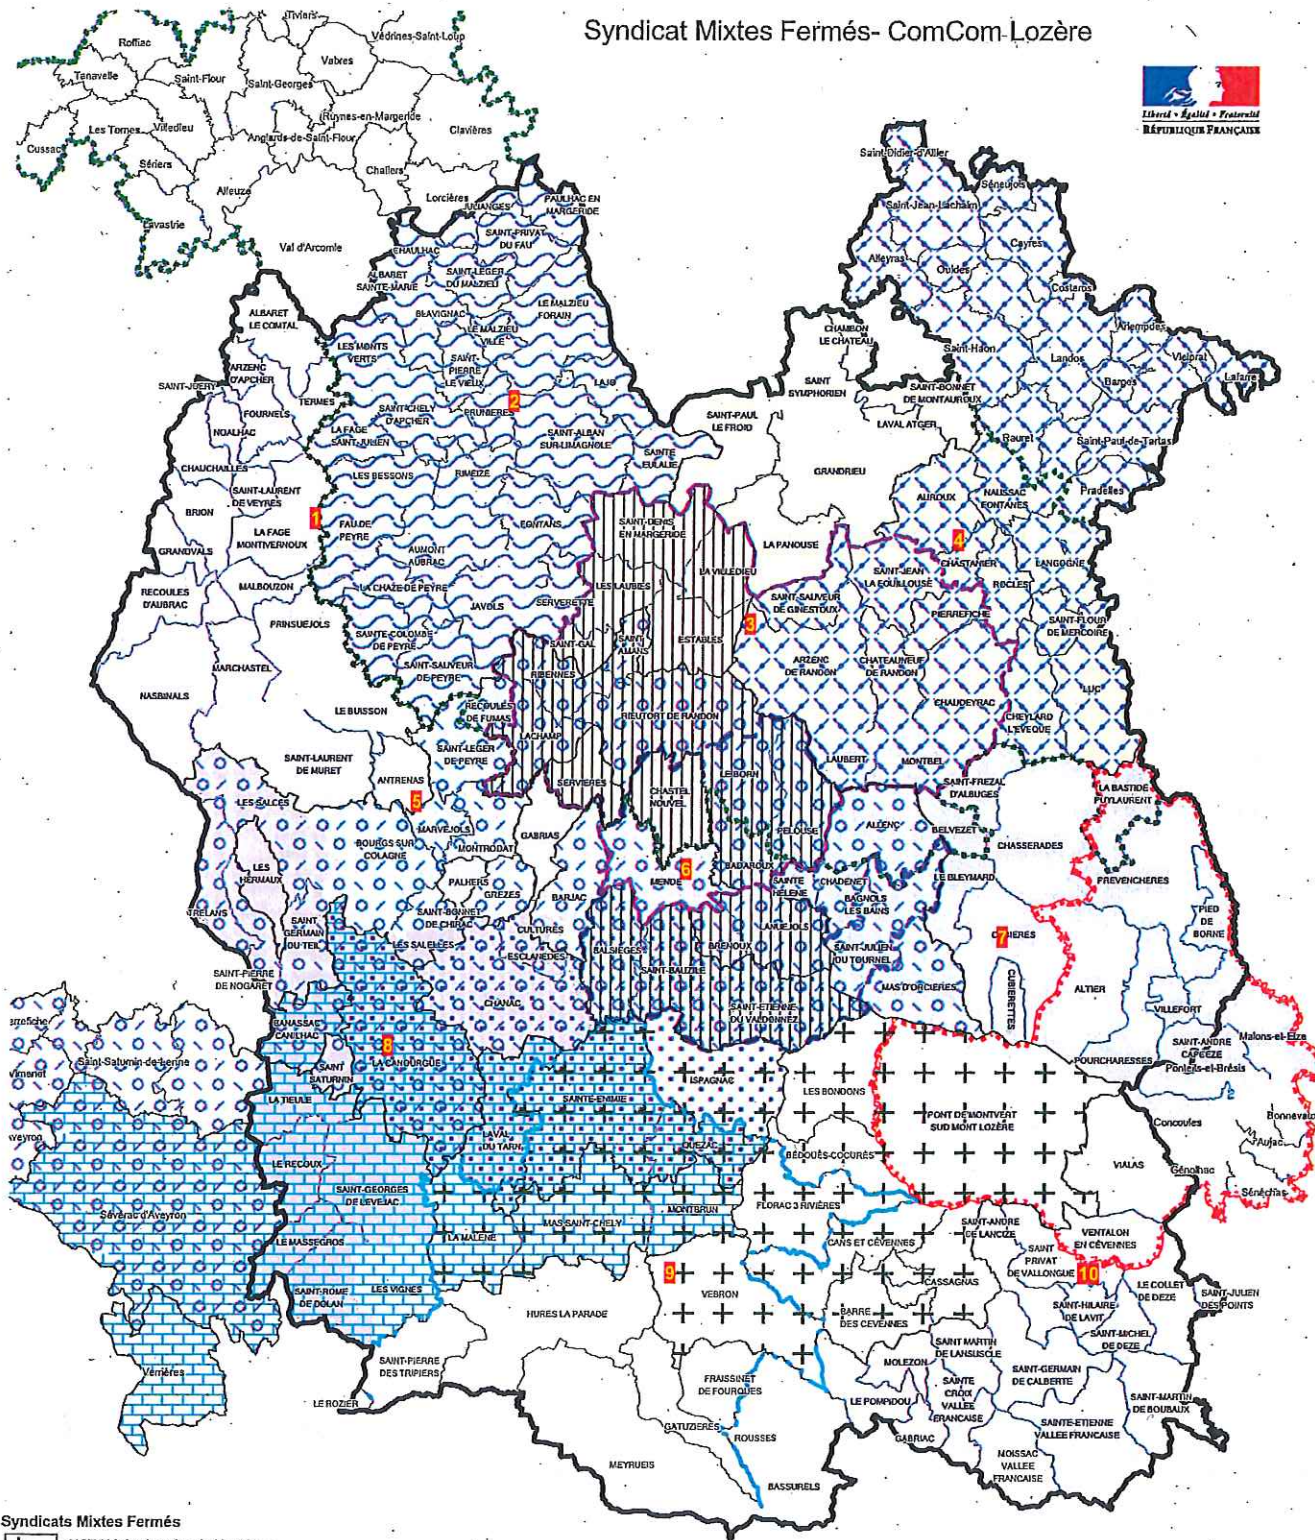 Syndicat Mixtes Fermés- ComCom Lozère
Liberté • Égalité • Fraternité
RÉPUBLIQUE FRANÇAISE
Tiviers
Védrines-Saint-Loup
Roffiac
Vabres
Tanavelle
Saint-Flour
Saint-Georges
Ruynes-en-Margeride
Les Ternes
Villedieu
Anglards-de-Saint-Flour
Clavières
Cussac
Sériers
Chaliers
Alleuze
Lorcières
Lavastrie
Val d'Arcomie
Saint-Didier-d'Allier
Séneujols
Saint-Jean-Lachalm
Cayres
Alleyras
Ouides
Costaros
Arlempdes
Saint-Haon
Landos
Vielprat
Barges
Lafarre
Rauret
Saint-Paul-de-Tartas
Pradelles
JULIANGES
PAULHAC EN
MARGERIDE
SAINT-PRIVAT
DU FAU
CHAULHAC
ALBARET
SAINTE-MARIE
SAINT-LEGER
DU MALZIEU
BLAVIGNAC
LE MALZIEU
FORAIN
LE MALZIEU
VILLE
ALBARET
LE COMTAL
LES MONTS
VERTS
SAINT
PIERRE
LE VIEUX
ARZENC
D'APCHER
SAINT-JUERY
TERMES
LAJO
2
FOURNELS
SAINT-CHELY
D'APCHER
PRUNIERES
NOALHAC
LA FAGE
SAINT-JULIEN
SAINT-ALBAN
SUR-LIMAGNOLE
SAINTE
EULALIE
CHAUCHAILLES
LES BESSONS
RIMEIZE
SAINT-LAURENT
DE VEYRES
BRION
1
FAU DE
PEYRE
FONTANS
LA FAGE
MONTIVERNOUX
GRANDVALS
AUMONT
AUBRAC
RECOULES
D'AUBRAC
MALBOUZON
LA CHAZE DE PEYRE
JAVOLS
SERVERETTE
PRINSUEJOLS
SAINTE-COLOMBE
DE PEYRE
MARCHASTEL
SAINT-SAUVEUR
DE PEYRE
NASBINALS
LE BUISSON
RECOULES
DE FUMAS
SAINT-LEGER
DE PEYRE
SAINT-LAURENT
DE MURET
ANTRENAS
5
CHAMBON
LE CHATEAU
SAINT
SYMPHORIEN
SAINT-BONNET
DE MONTAUROUX
SAINT-PAUL
LE FROID
LAVAL ATGER
GRANDRIEU
AUROUX
NAUSSAC
FONTANES
4
SAINT-DENIS
EN MARGERIDE
LA PANOUSE
CHASTANIER
LANGOGNE
LA VILLEDIEU
SAINT-JEAN
LA FOUILLOUSE
ROCLES
LES LAUBIES
SAINT-SAUVEUR
DE GINESTOUX
PIERREFICHE
3
SAINT-FLOUR
DE MERCOIRE
SAINT-GAL
SAINT
AMANS
ESTABLES
ARZENC
DE RANDON
CHATEAUNEUF
DE RANDON
RIBENNES
LUC
CHAUDEYRAC
RIEUTORT DE RANDON
CHEYLARD
L'EVEQUE
LACHAMP
LAUBERT
MONTBEL
SERVIERES
LE BORN
SAINT-FREZAL
D'ALBUGES
LA BASTIDE
PUYLAURENT
CHASTEL
NOUVEL
LES SALCES
MARVEJOLS
BOURGS SUR
COLAGNE
GABRIAS
MONTRODAT
PELOUSE
ALLENC
BELVEZET
CHASSERADES
6
BADAROUX
LES
HERMAUX
PALHERS
GREZES
BARJAC
MENDE
SAINTE
HELENE
CHADENET
LE BLEYMARD
PREVENCHERES
BAGNOLS
LES BAINS
TRELANS
SAINT
GERMAIN
DU TEIL
SAINT-BONNET
DE CHIRAC
CULTURES
LANUEJOLS
PIED
DE
BORNE
7
LES SALELLES
ESCLANEDES
BALSIEGES
BRENOUX
SAINT-JULIEN
DU TOURNEL
SAINT-PIERRE
DE NOGARET
SAINT-BAUZILE
MAS D'ORCIERES
CUBIERETTES
ALTIER
CHANAC
SAINT-ETIENNE
DU VALDONNEZ
VILLEFORT
BANASSAC
CANILHAC
8
LA CANOURGUE
SAINT-ANDRE
CAPCEZE
Malons-et-Elze
POURCHARESSES
Ponteils-et-Brésis
Saint-Saturnin-de-Lenne
SAINT
SATURNIN
ISPAGNAC
LES BONDONS
LA TIEULE
SAINTE-ENIMIE
PONT DE MONTVERT
SUD MONT LOZÈRE
Concoules
Aujac
LAVAL
DU TARN
QUEZAC
BÉDOUÈS-COCURÈS
VIALAS
Génolhac
LE RECOUX
SAINT-GEORGES
DE LEVEJAC
Sénéchas
Sévérac d'Aveyron
MONTBRUN
FLORAC 3 RIVIÈRES
MAS SAINT-CHELY
SAINT-ANDRE
DE LANCIZE
VENTALON
EN CÉVENNES
LE MASSEGROS
LA MALENE
CANS ET CÉVENNES
SAINT
PRIVAT
DE VALLONGUE
10
9
CASSAGNAS
SAINT-ROME
DE DOLAN
LES VIGNES
VEBRON
LE COLLET
DE DEZE
SAINT-JULIEN
DES POINTS
HURES LA PARADE
BARRE
DES CEVENNES
SAINT-HILAIRE
DE LAVIT
SAINT-MICHEL
DE DEZE
SAINT MARTIN
DE LANSUSCLE
Verrières
SAINT-PIERRE
DES TRIPIERS
MOLEZON
SAINT-GERMAIN
DE CALBERTE
FRAISSINET
DE FOURQUES
SAINTE
CROIX
VALLEE
FRANCAISE
LE ROZIER
LE POMPIDOU
SAINT-MARTIN
DE BOUBAUX
GATUZIERES
ROUSSES
GABRIAC
SAINTE-ETIENNE
VALLEE FRANCAISE
MEYRUEIS
MOISSAC
VALLEE
FRANCAISE
BASSURELS
Syndicats Mixtes Fermés